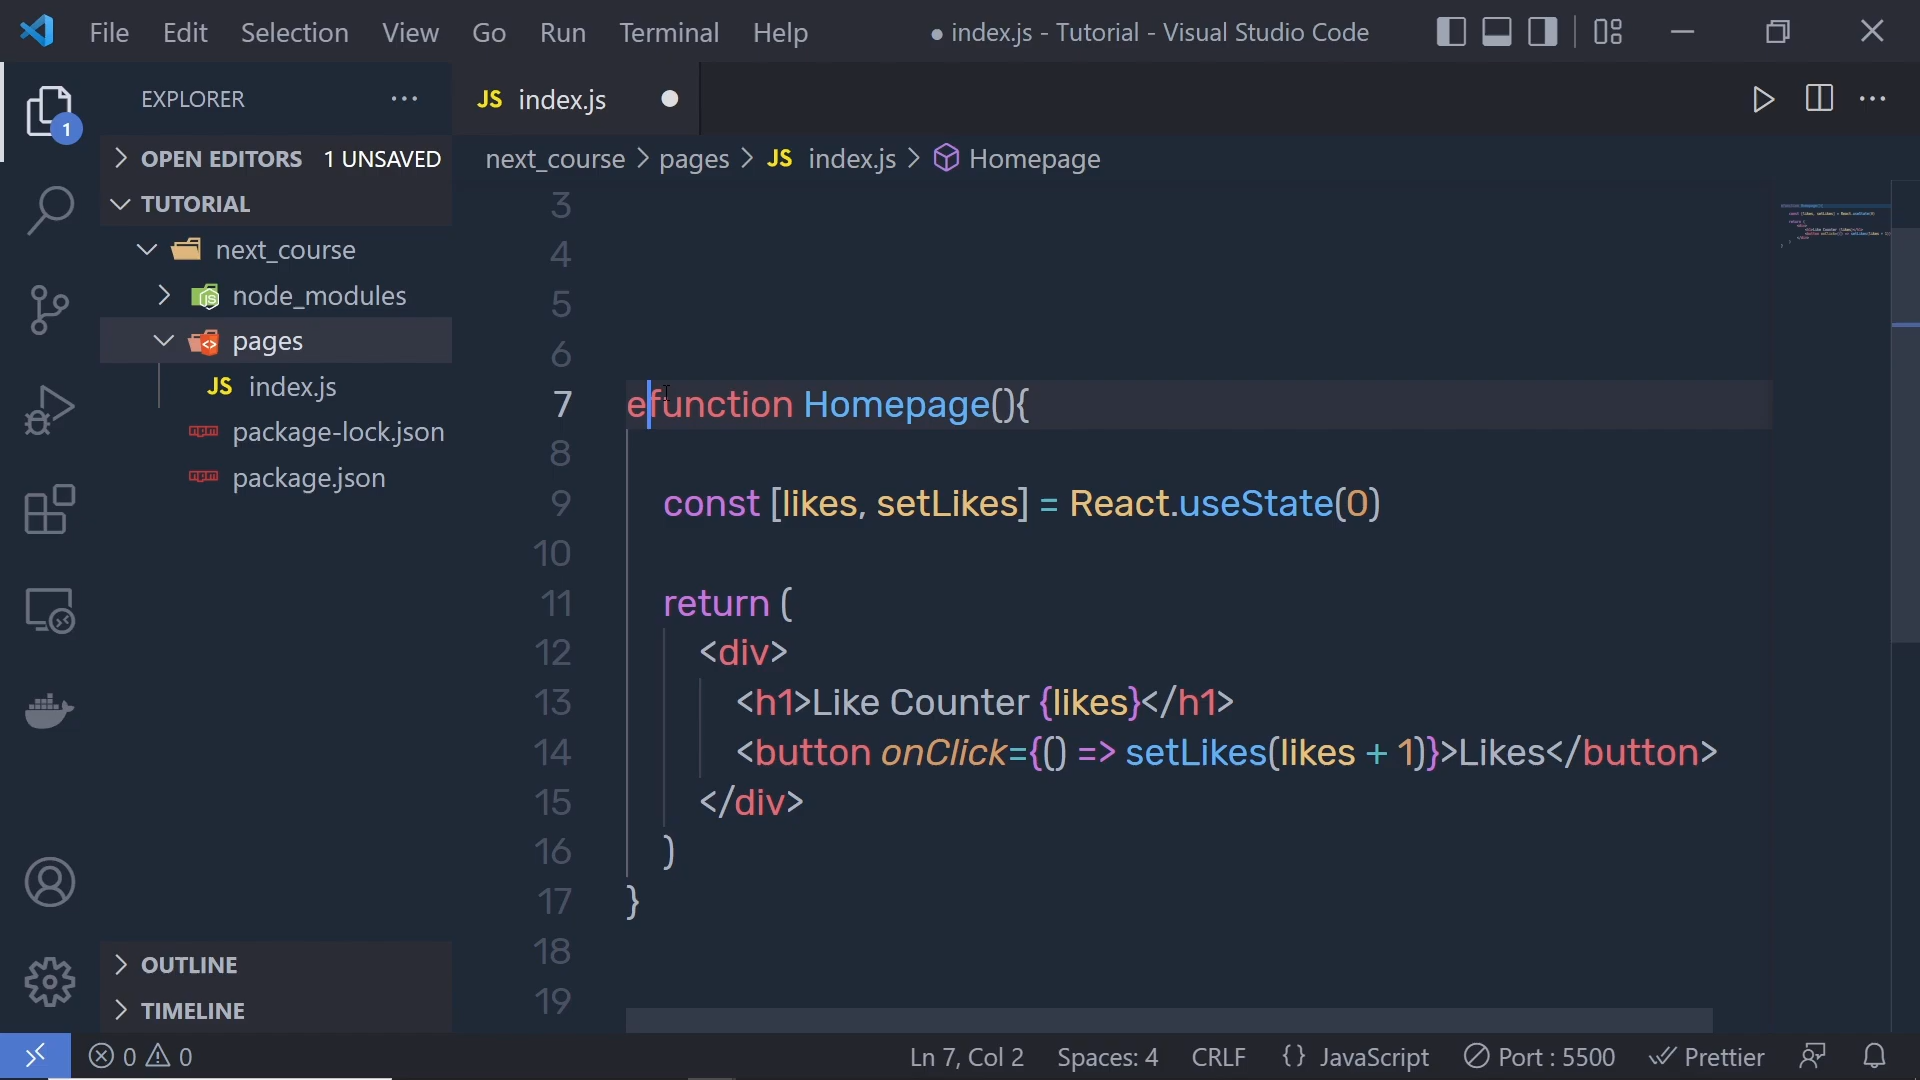 File Edit Selection View Go Run Terminal Help
● index.js - Tutorial - Visual Studio Code
EXPLORER ...
JS index.js ●
1
OPEN EDITORS 1 UNSAVED
next_course > pages > JS index.js > Homepage
TUTORIAL
next_course
node_modules
pages
JS index.js
package-lock.json
package.json
3
4
5
6
7 efunction Homepage(){
8
9 const [likes, setLikes] = React.useState(0)
10
11 return (
12 <div>
13 <h1>Like Counter {likes}</h1>
14 <button onClick={() => setLikes(likes + 1)}>Likes</button>
15 </div>
16 )
17 }
18
19
OUTLINE
TIMELINE
0 0 Ln 7, Col 2 Spaces: 4 CRLF {} JavaScript Port : 5500 Prettier